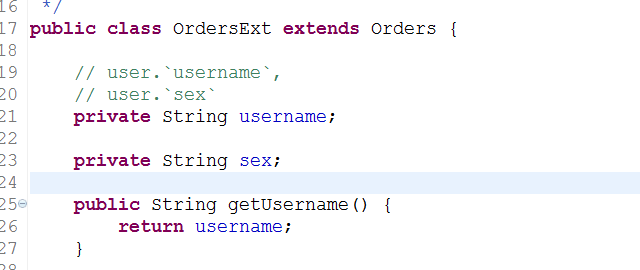 16 */
17 public class OrdersExt extends Orders {
18
19 // user.`username`,
20 // user.`sex`
21 private String username;
22
23 private String sex;
24
25 public String getUsername() {
26 return username;
27 }
28